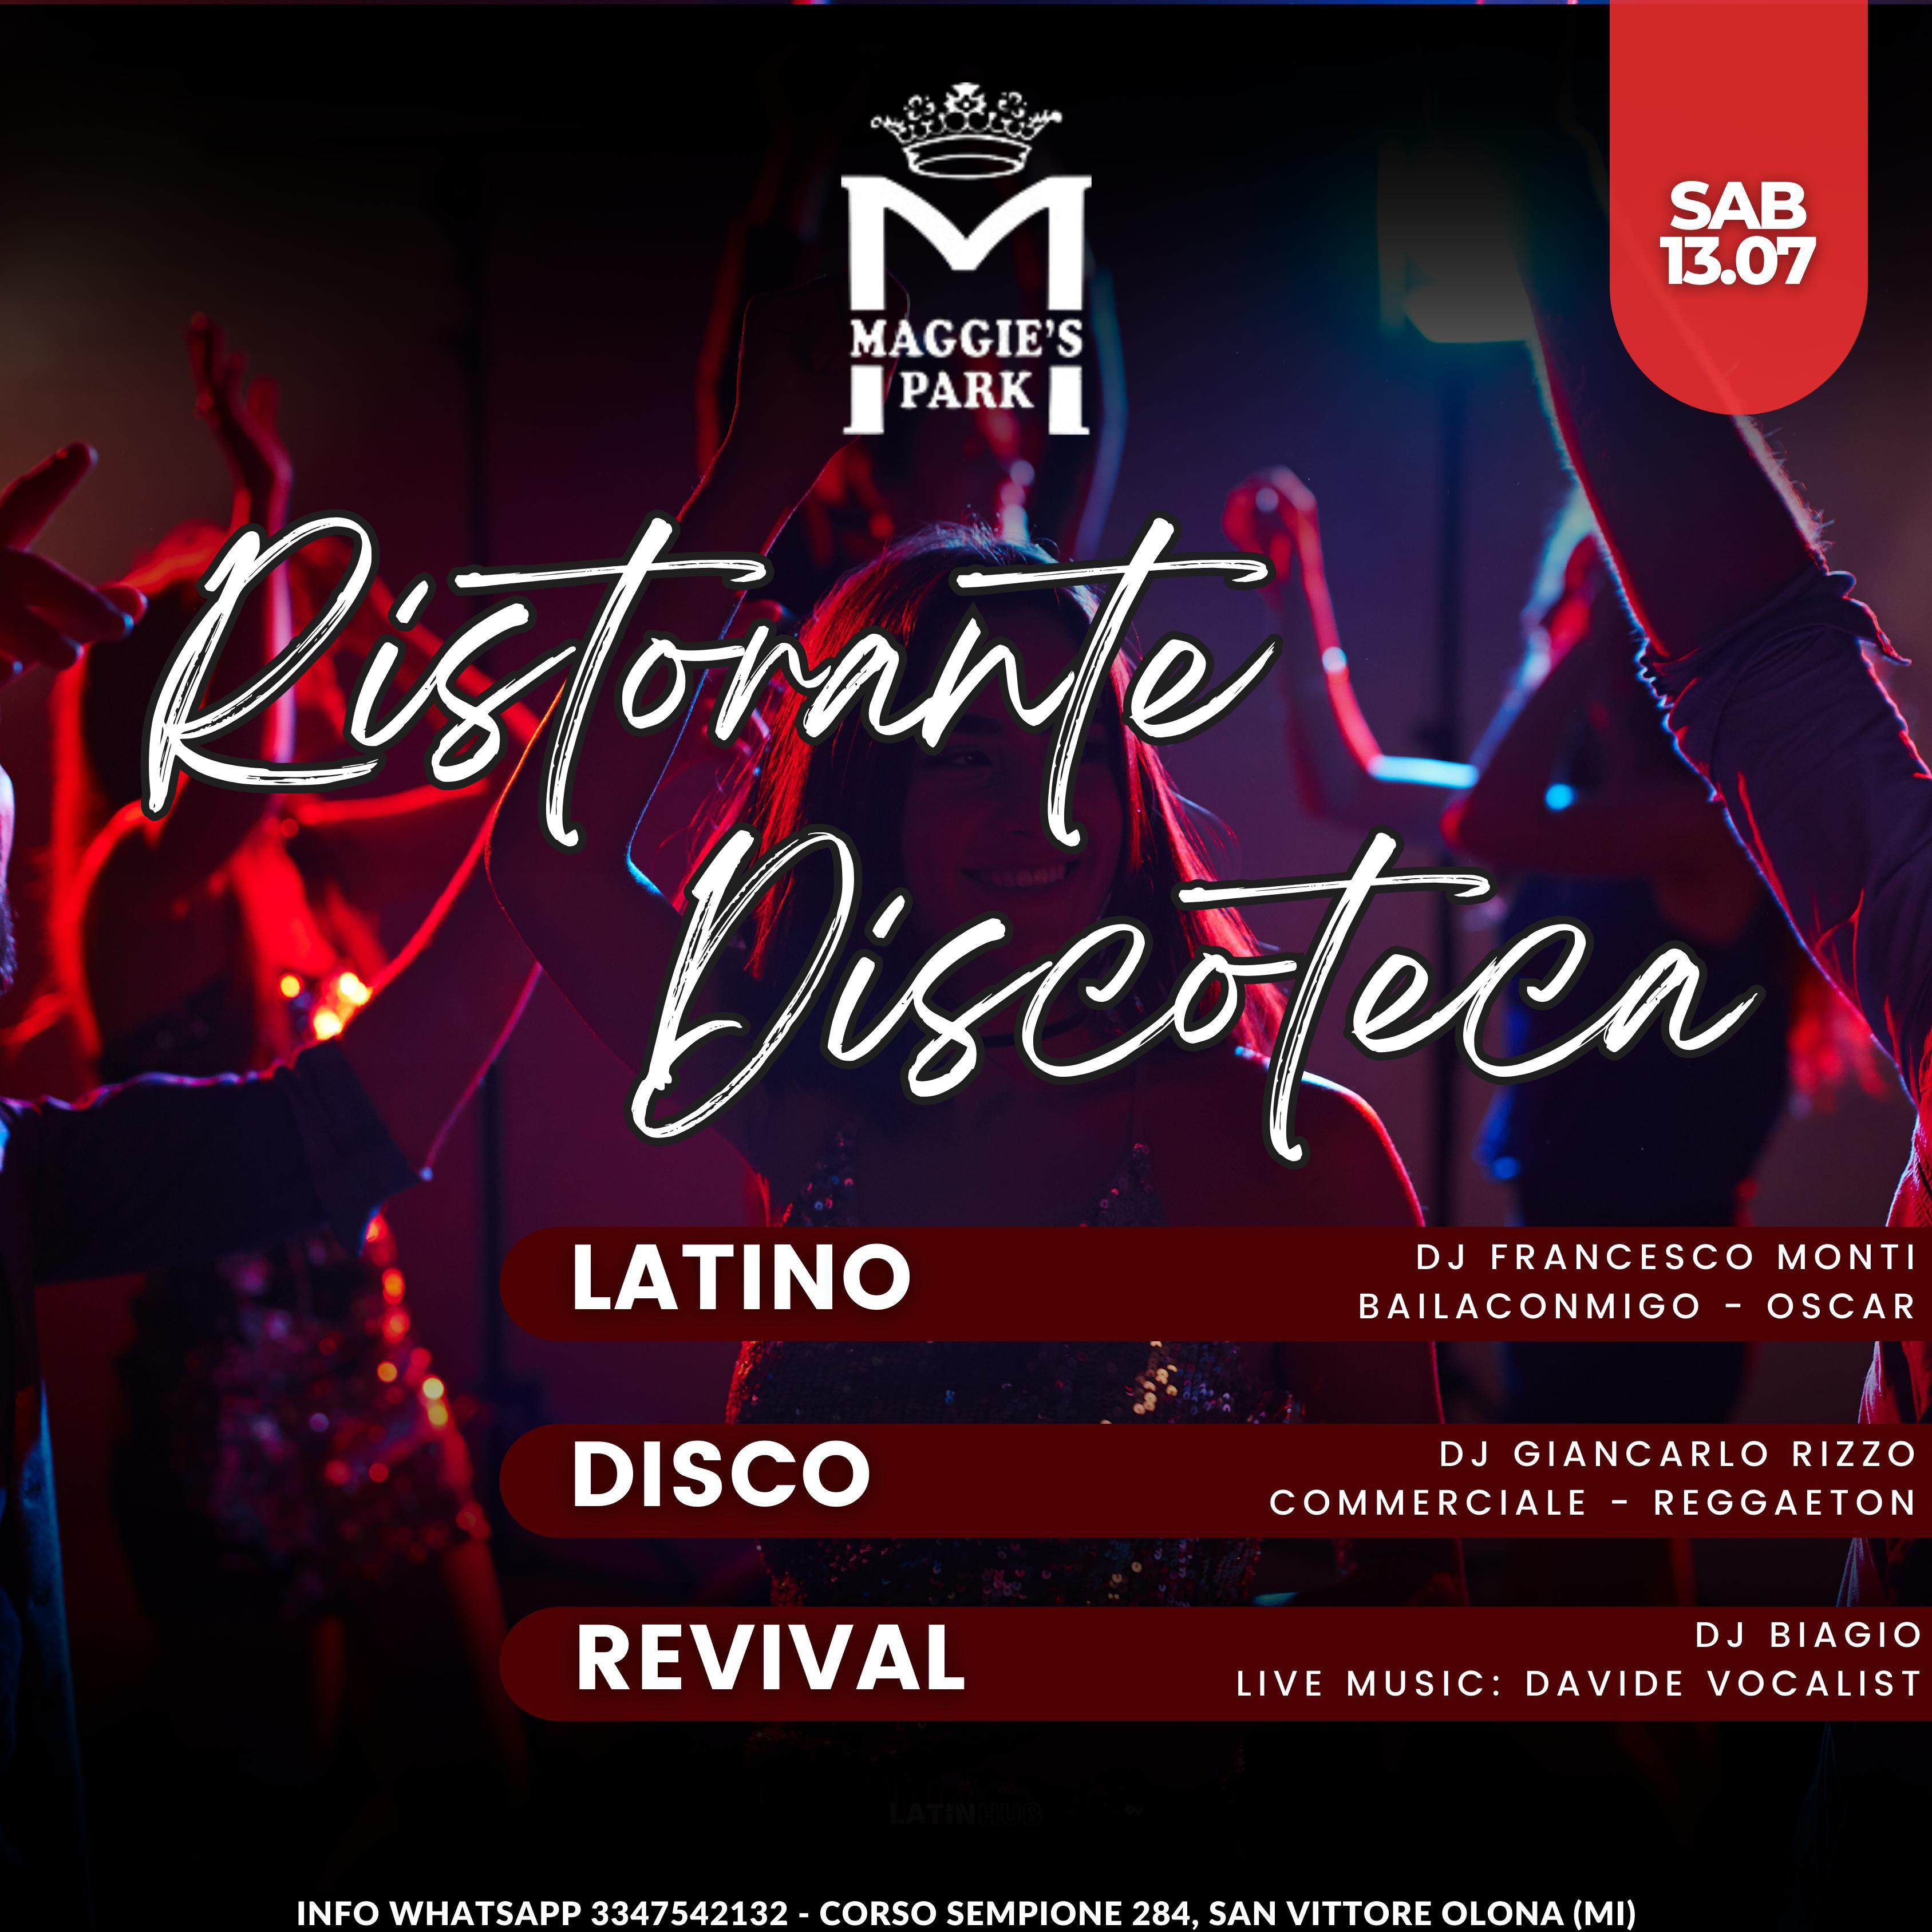 SAB
13.07
M
MAGGIE'S
PARK
Ristorante
Discoteca
LATINO
DJ FRANCESCO MONTI
BAILACONMIGO - OSCAR
DISCO
DJ GIANCARLO RIZZO
COMMERCIALE - REGGAETON
REVIVAL
DJ BIAGIO
LIVE MUSIC: DAVIDE VOCALIST
LATINHUB
INFO WHATSAPP 3347542132 - CORSO SEMPIONE 284, SAN VITTORE OLONA (MI)